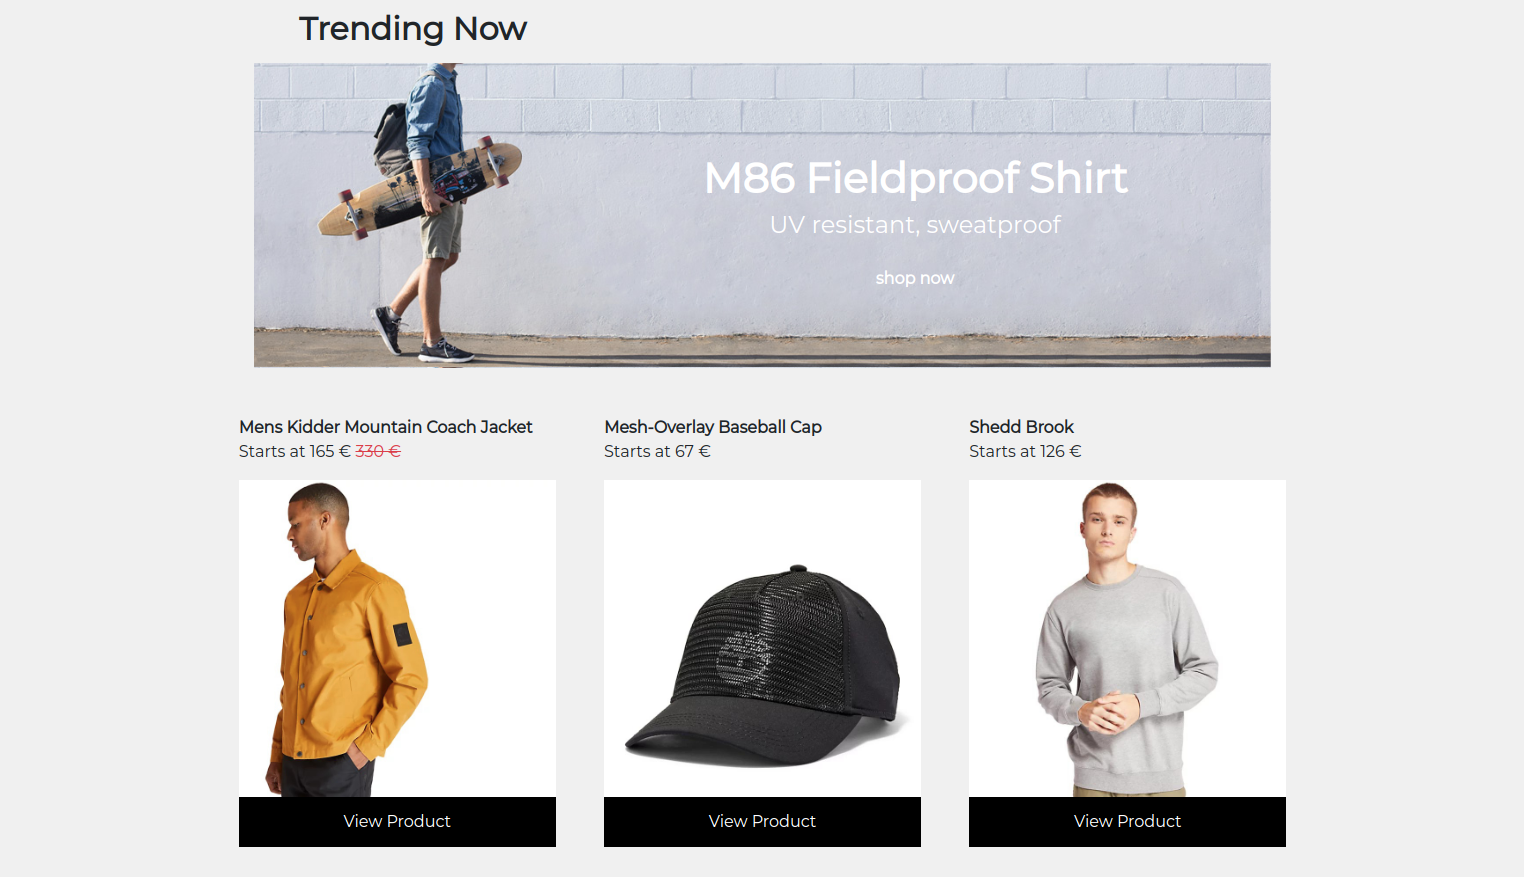 Trending Now
M86 Fieldproof Shirt
UV resistant, sweatproof
shop now
Mens Kidder Mountain Coach Jacket
Starts at 165 € 330 €
Mesh-Overlay Baseball Cap
Starts at 67 €
Shedd Brook
Starts at 126 €
View Product
View Product
View Product